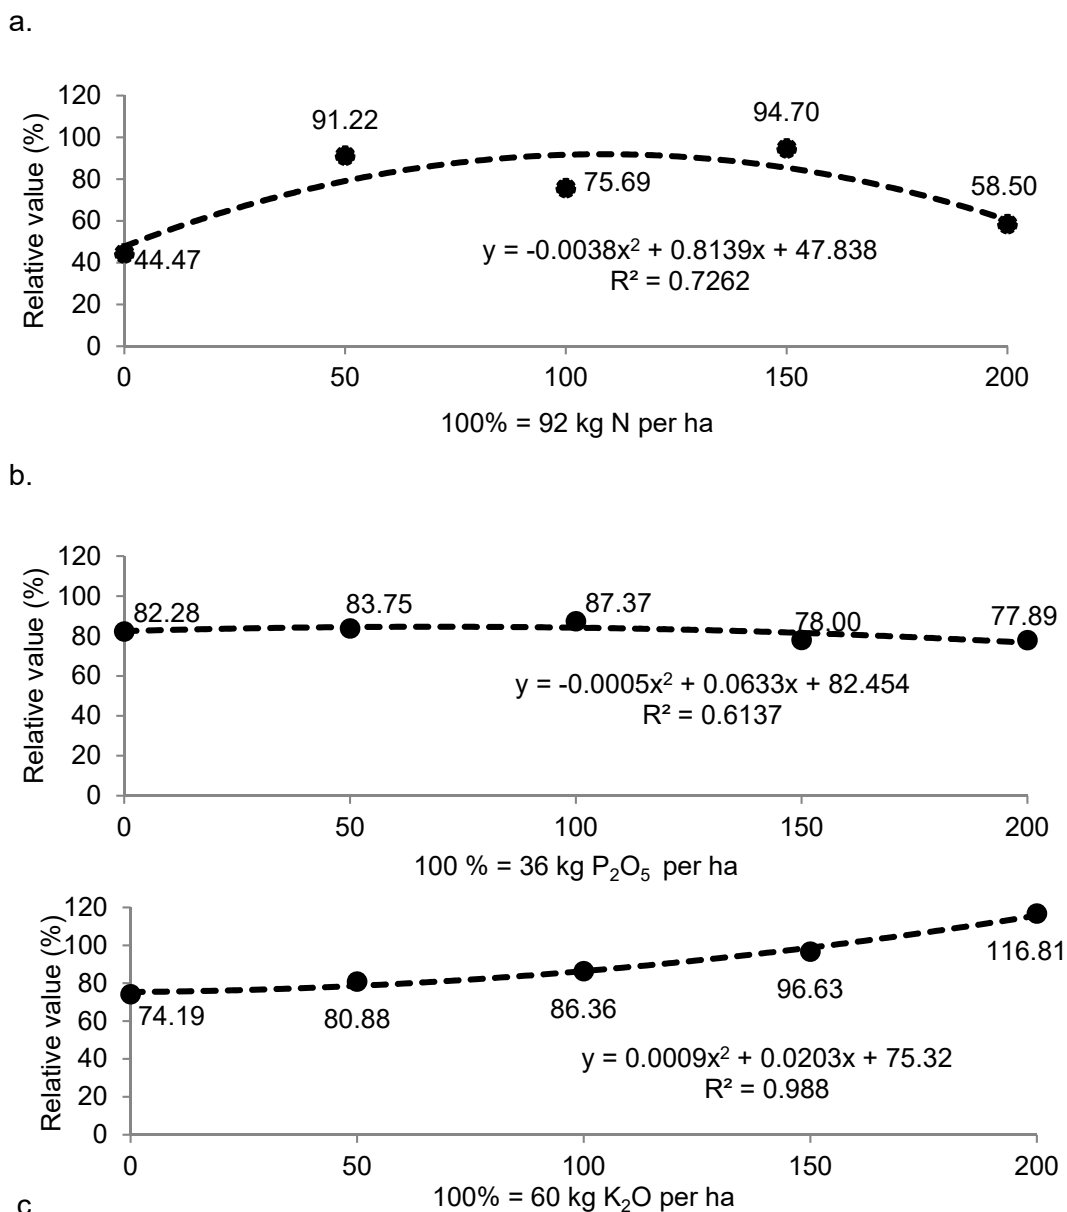 a.
120
100
80
60
40
20
0
Relative value (%)
91.22
94.70
75.69
58.50
44.47
y = -0.0038x² + 0.8139x + 47.838
R² = 0.7262
0 50 100 150 200
100% = 92 kg N per ha
b.
120
100
80
60
40
20
0
Relative value (%)
82.28
83.75
87.37
78.00
77.89
y = -0.0005x² + 0.0633x + 82.454
R² = 0.6137
0 50 100 150 200
100 % = 36 kg P₂O₅ per ha
120
100
80
60
40
20
0
Relative value (%)
74.19
80.88
86.36
96.63
116.81
y = 0.0009x² + 0.0203x + 75.32
R² = 0.988
0 50 100 150 200
100% = 60 kg K₂O per ha
c